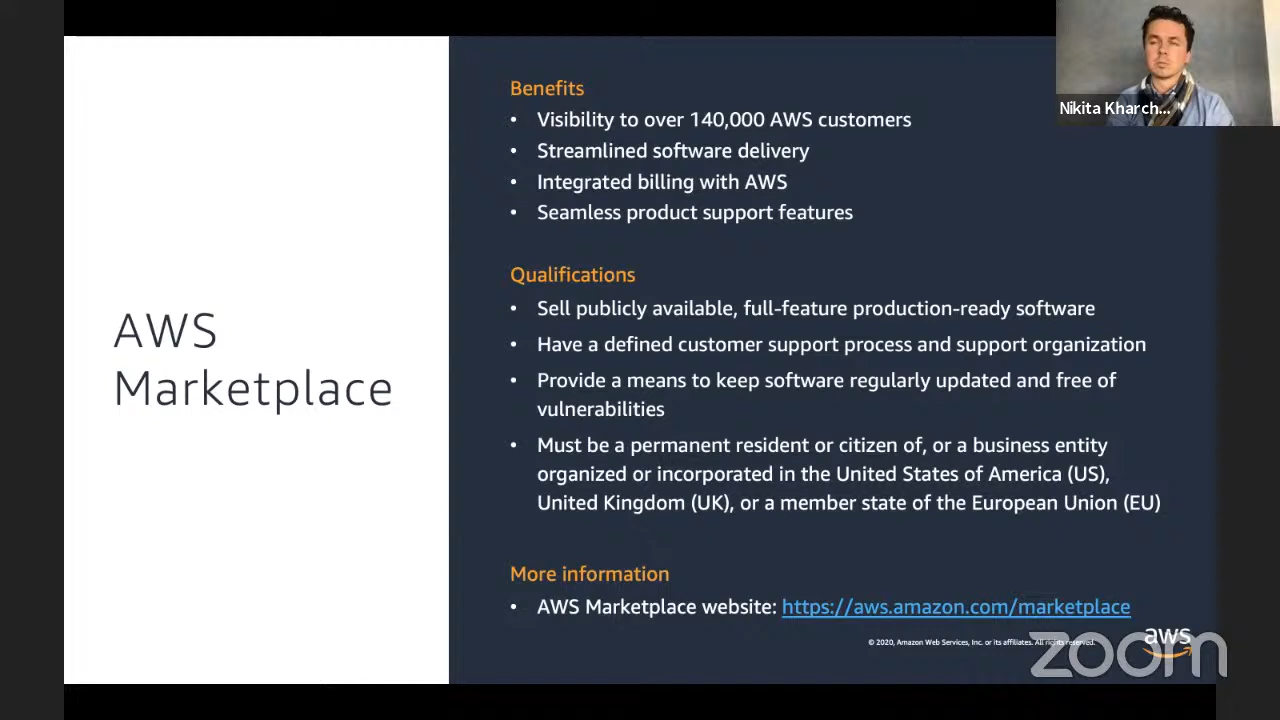 AWS
Marketplace
Benefits
• Visibility to over 140,000 AWS customers
• Streamlined software delivery
• Integrated billing with AWS
• Seamless product support features
Qualifications
• Sell publicly available, full-feature production-ready software
• Have a defined customer support process and support organization
• Provide a means to keep software regularly updated and free of
vulnerabilities
• Must be a permanent resident or citizen of, or a business entity
organized or incorporated in the United States of America (US),
United Kingdom (UK), or a member state of the European Union (EU)
More information
• AWS Marketplace website: https://aws.amazon.com/marketplace
© 2020, Amazon Web Services, Inc. or its affiliates. All rights reserved.
aws
zoom
Nikita Kharch...